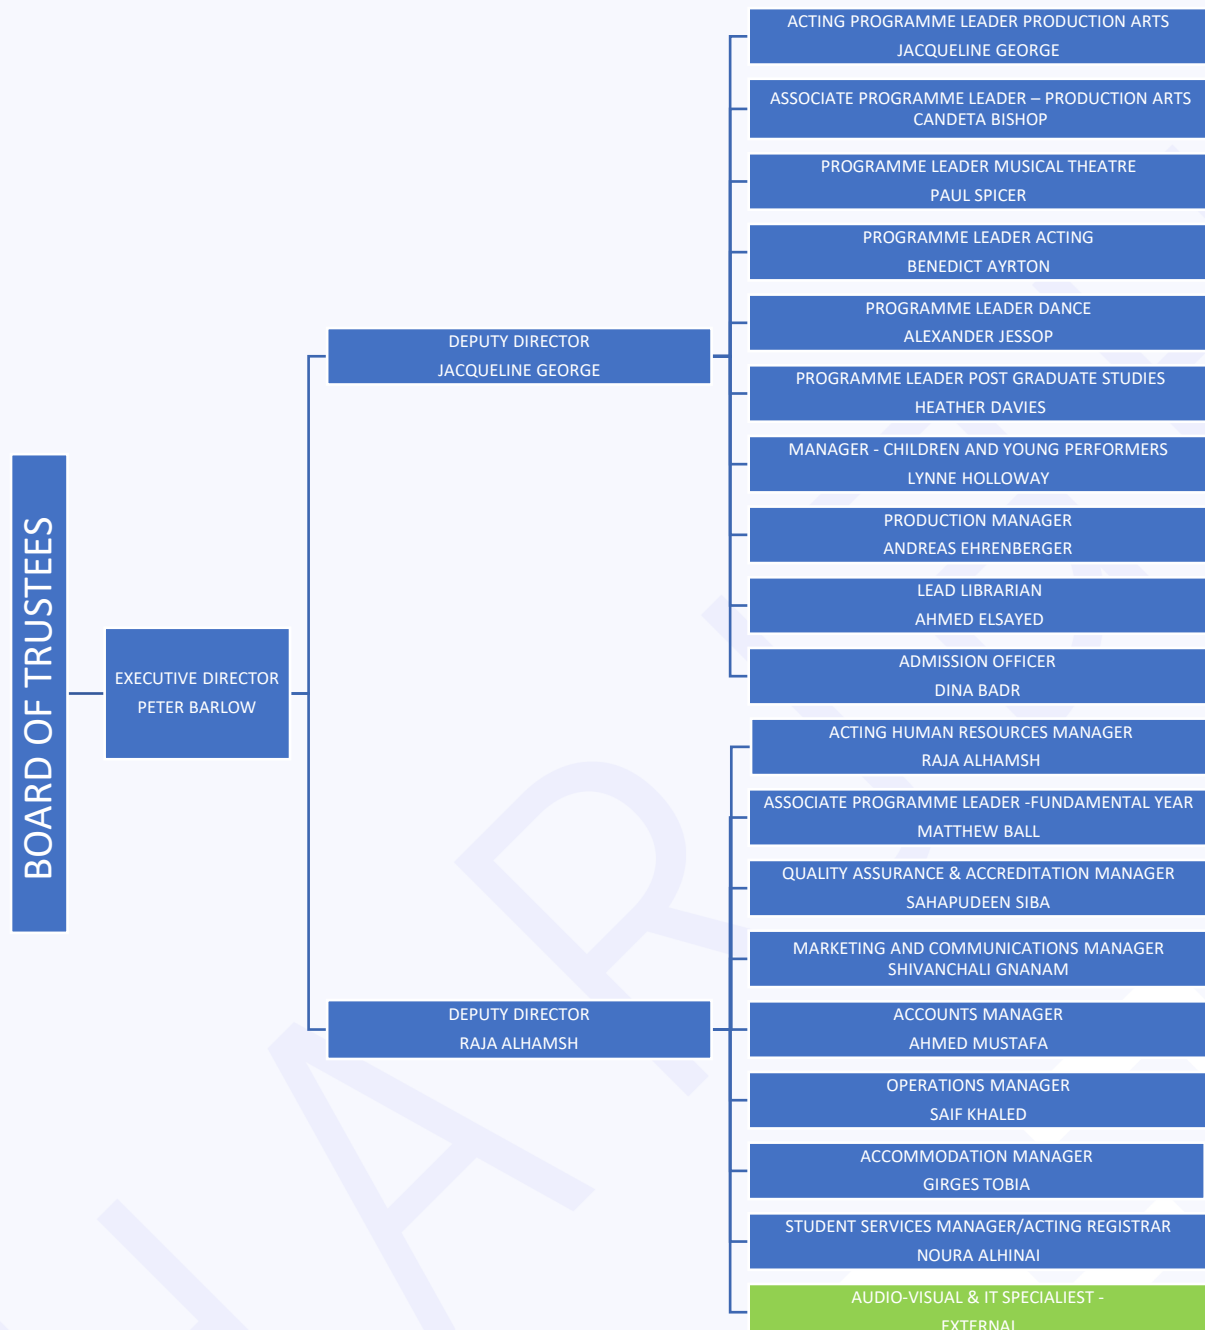 BOARD OF TRUSTEES
EXECUTIVE DIRECTOR
PETER BARLOW
DEPUTY DIRECTOR
JACQUELINE GEORGE
ACTING PROGRAMME LEADER PRODUCTION ARTS
JACQUELINE GEORGE
ASSOCIATE PROGRAMME LEADER – PRODUCTION ARTS
CANDETA BISHOP
PROGRAMME LEADER MUSICAL THEATRE
PAUL SPICER
PROGRAMME LEADER ACTING
BENEDICT AYRTON
PROGRAMME LEADER DANCE
ALEXANDER JESSOP
PROGRAMME LEADER POST GRADUATE STUDIES
HEATHER DAVIES
MANAGER - CHILDREN AND YOUNG PERFORMERS
LYNNE HOLLOWAY
PRODUCTION MANAGER
ANDREAS EHRENBERGER
LEAD LIBRARIAN
AHMED ELSAYED
ADMISSION OFFICER
DINA BADR
DEPUTY DIRECTOR
RAJA ALHAMSH
ACTING HUMAN RESOURCES MANAGER
RAJA ALHAMSH
ASSOCIATE PROGRAMME LEADER -FUNDAMENTAL YEAR
MATTHEW BALL
QUALITY ASSURANCE & ACCREDITATION MANAGER
SAHAPUDEEN SIBA
MARKETING AND COMMUNICATIONS MANAGER
SHIVANCHALI GNANAM
ACCOUNTS MANAGER
AHMED MUSTAFA
OPERATIONS MANAGER
SAIF KHALED
ACCOMMODATION MANAGER
GIRGES TOBIA
STUDENT SERVICES MANAGER/ACTING REGISTRAR
NOURA ALHINAI
AUDIO-VISUAL & IT SPECIALIEST -
EXTERNAL